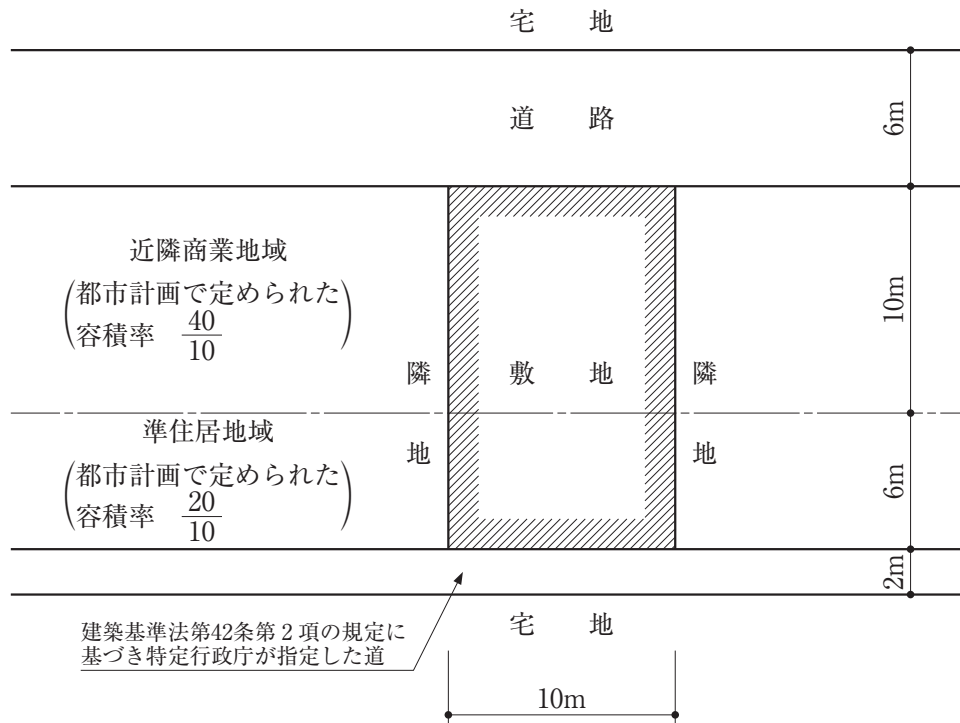 宅　地
道　路
6m
近隣商業地域
(都市計画で定められた
容積率 40/10)
10m
隣地
敷　地
隣地
準住居地域
(都市計画で定められた
容積率 20/10)
6m
2m
建築基準法第42条第2項の規定に
基づき特定行政庁が指定した道
宅　地
10m